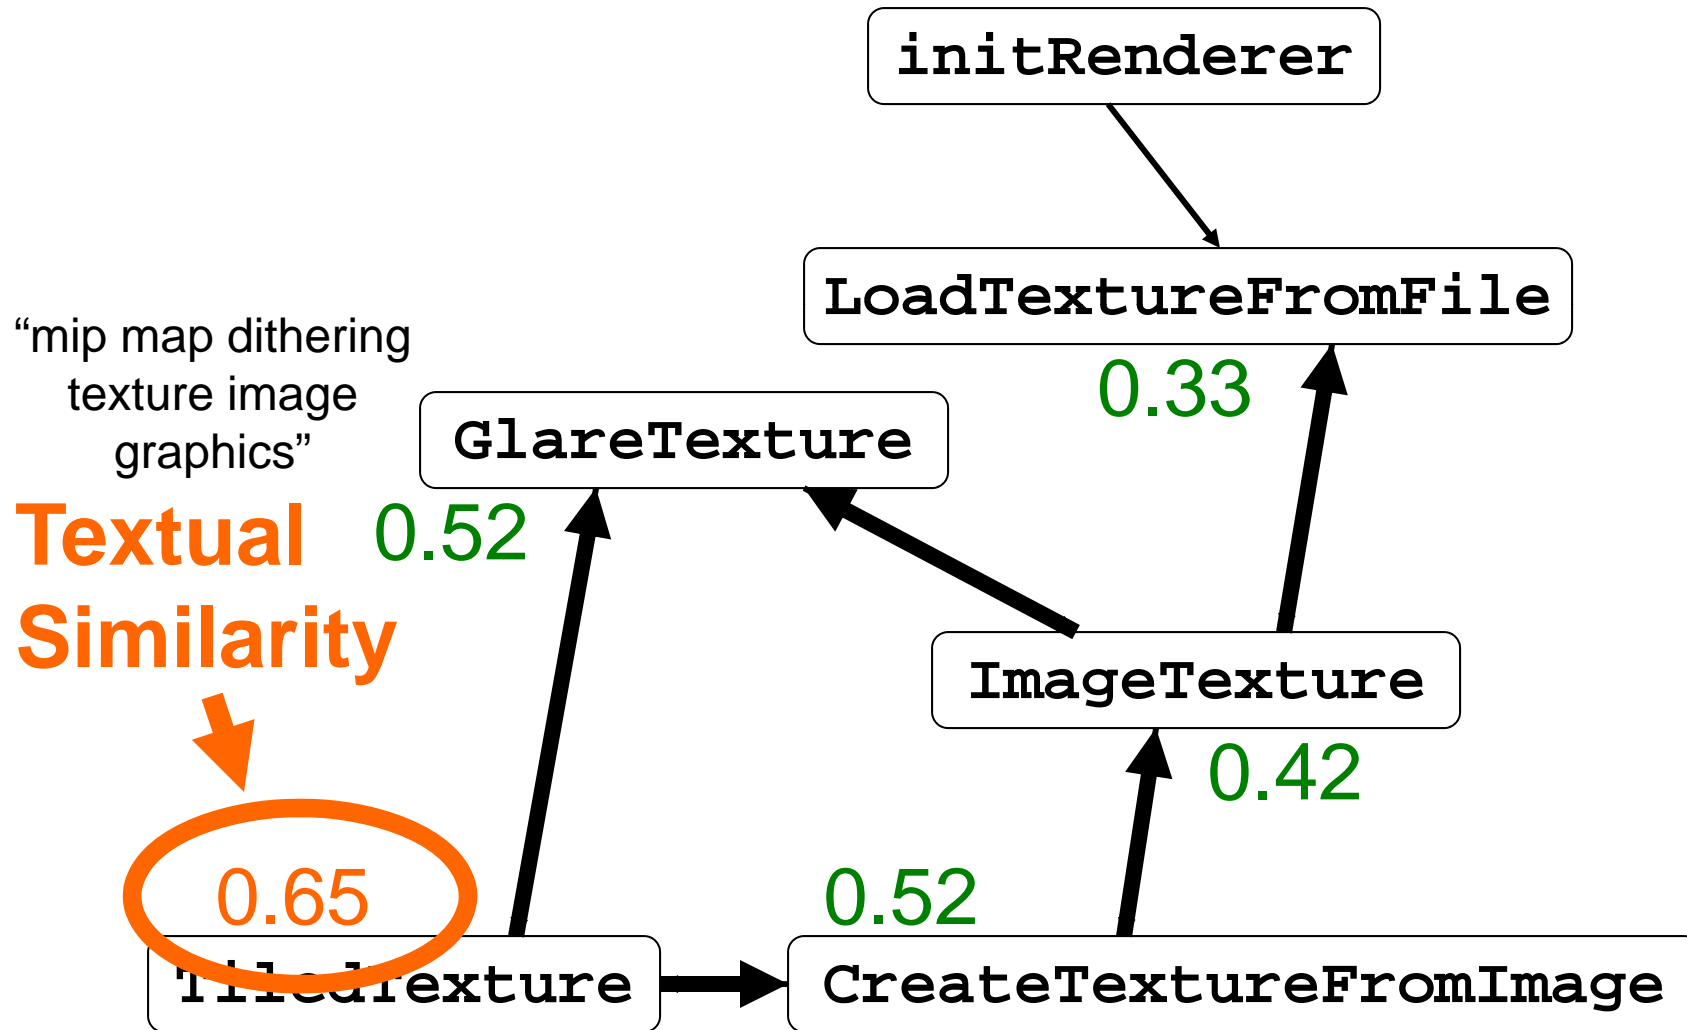 initRenderer
LoadTextureFromFile
0.33
“mip map dithering
texture image
graphics”
GlareTexture
Textual
Similarity
0.52
ImageTexture
0.42
0.65
0.52
TiledTexture
CreateTextureFromImage